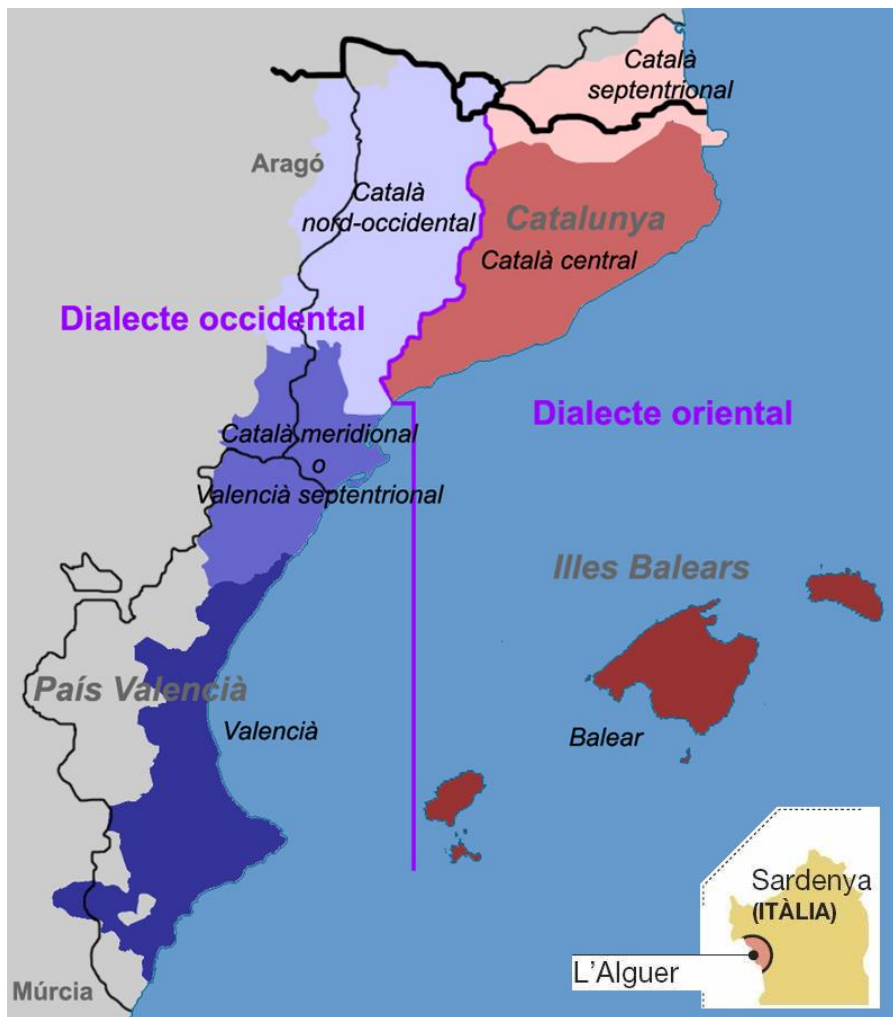 Català
septentrional
Aragó
Català
nord-occidental
Catalunya
Català central
Dialecte occidental
Dialecte oriental
Català meridional
o
Valencià septentrional
Illes Balears
País Valencià
Valencià
Balear
Sardenya
(ITÀLIA)
L'Alguer
Múrcia